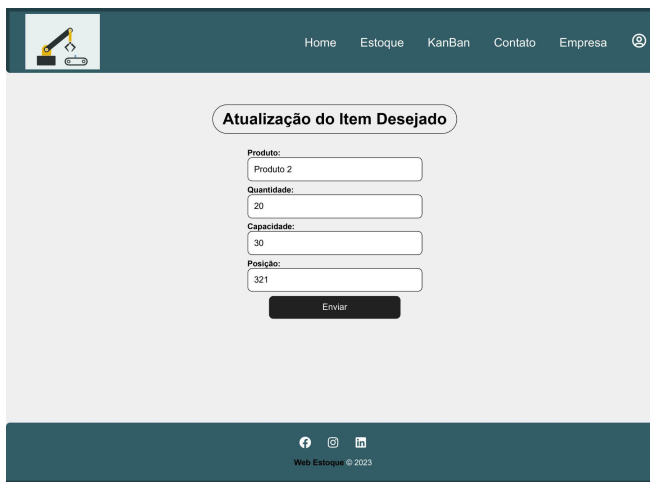 Home Estoque KanBan Contato Empresa
Atualização do Item Desejado
Produto:
Produto 2
Quantidade:
20
Capacidade:
30
Posição:
321
Enviar
Web Estoque © 2023